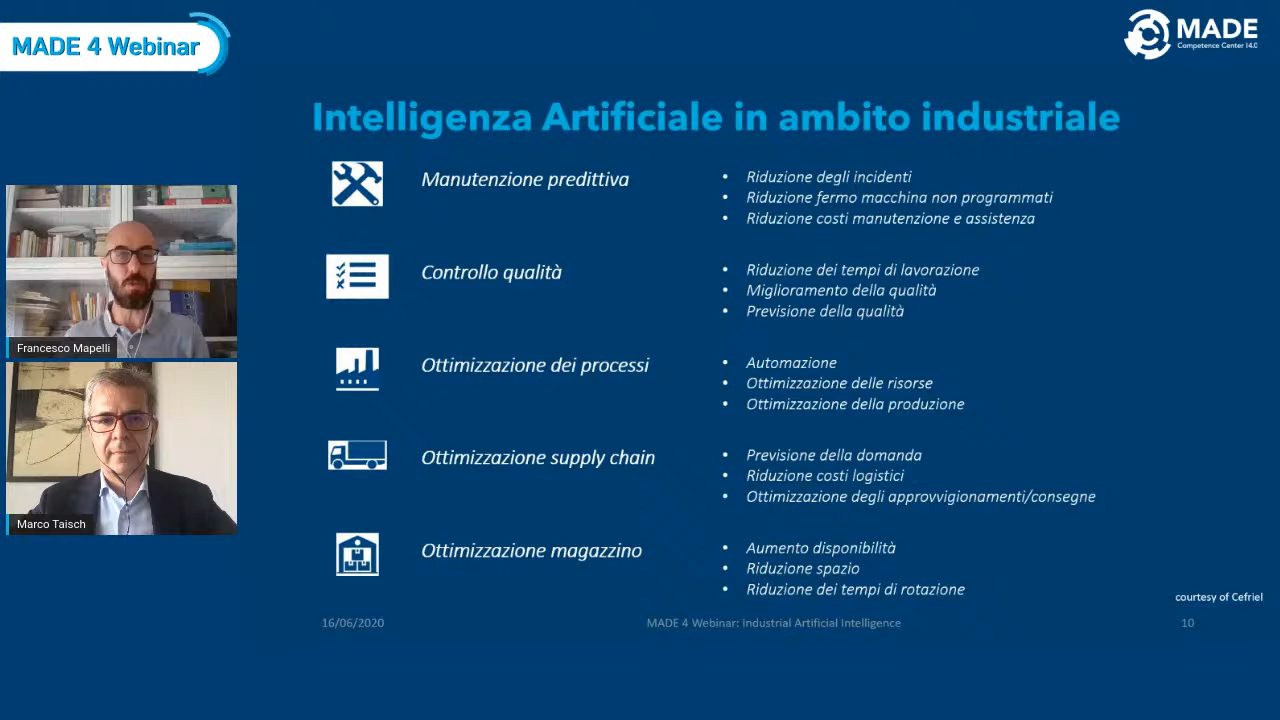 MADE 4 Webinar
MADE
Competence Center I4.0
Intelligenza Artificiale in ambito industriale
Manutenzione predittiva
• Riduzione degli incidenti
• Riduzione fermo macchina non programmati
• Riduzione costi manutenzione e assistenza
Controllo qualità
• Riduzione dei tempi di lavorazione
• Miglioramento della qualità
• Previsione della qualità
Ottimizzazione dei processi
• Automazione
• Ottimizzazione delle risorse
• Ottimizzazione della produzione
Ottimizzazione supply chain
• Previsione della domanda
• Riduzione costi logistici
• Ottimizzazione degli approvvigionamenti/consegne
Ottimizzazione magazzino
• Aumento disponibilità
• Riduzione spazio
• Riduzione dei tempi di rotazione
Francesco Mapelli
Marco Taisch
courtesy of Cefriel
16/06/2020
MADE 4 Webinar: Industrial Artificial Intelligence
10